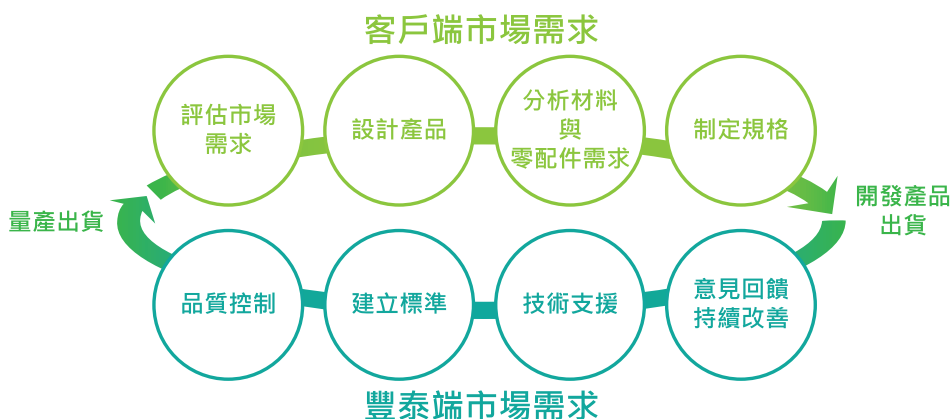 客戶端市場需求
評估市場
需求
設計產品
分析材料
與
零配件需求
制定規格
開發產品
出貨
量產出貨
品質控制
建立標準
技術支援
意見回饋
持續改善
豐泰端市場需求